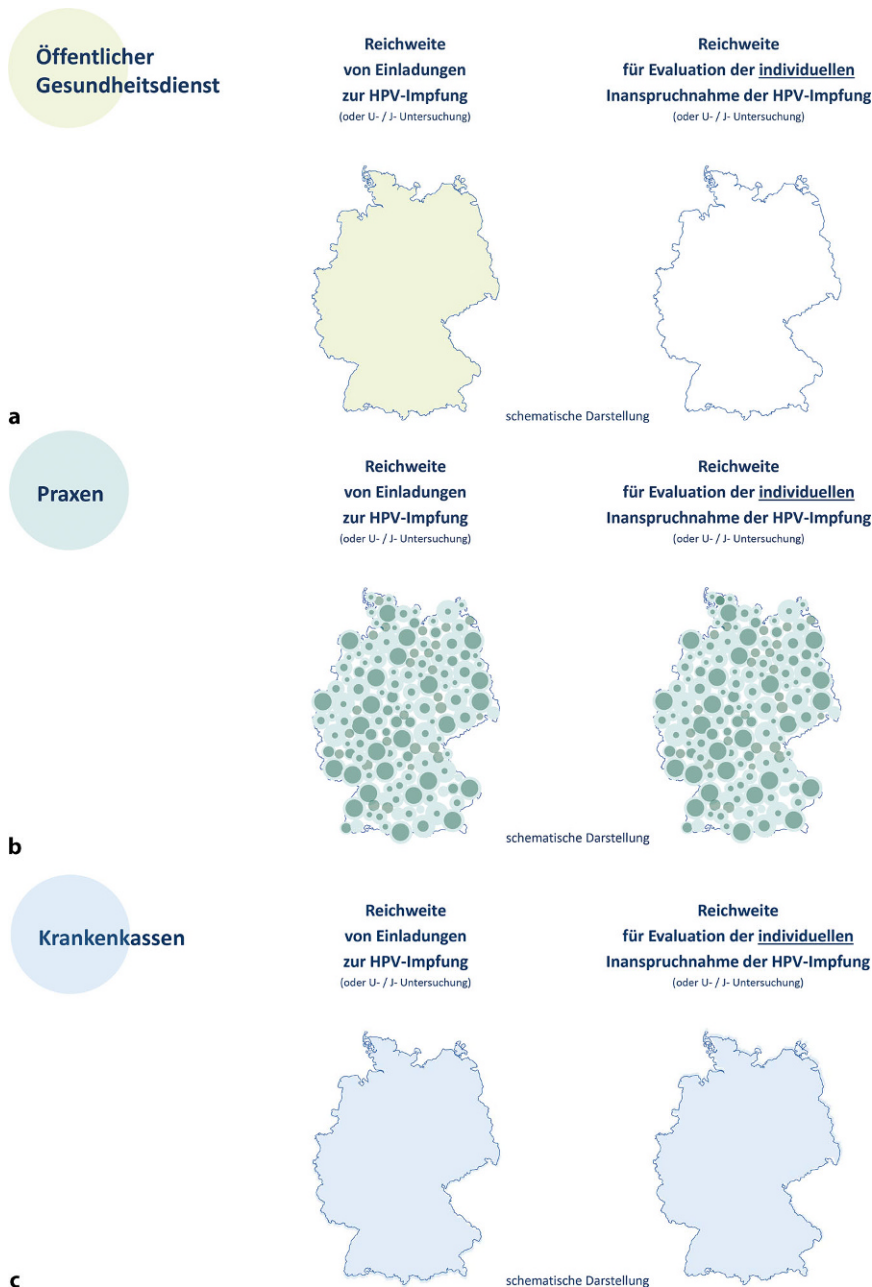 Öffentlicher
Gesundheitsdienst
Reichweite
von Einladungen
zur HPV-Impfung
(oder U- / J- Untersuchung)
Reichweite
für Evaluation der individuellen
Inanspruchnahme der HPV-Impfung
(oder U- / J- Untersuchung)
schematische Darstellung
a
Praxen
Reichweite
von Einladungen
zur HPV-Impfung
(oder U- / J- Untersuchung)
Reichweite
für Evaluation der individuellen
Inanspruchnahme der HPV-Impfung
(oder U- / J- Untersuchung)
schematische Darstellung
b
Krankenkassen
Reichweite
von Einladungen
zur HPV-Impfung
(oder U- / J- Untersuchung)
Reichweite
für Evaluation der individuellen
Inanspruchnahme der HPV-Impfung
(oder U- / J- Untersuchung)
schematische Darstellung
c